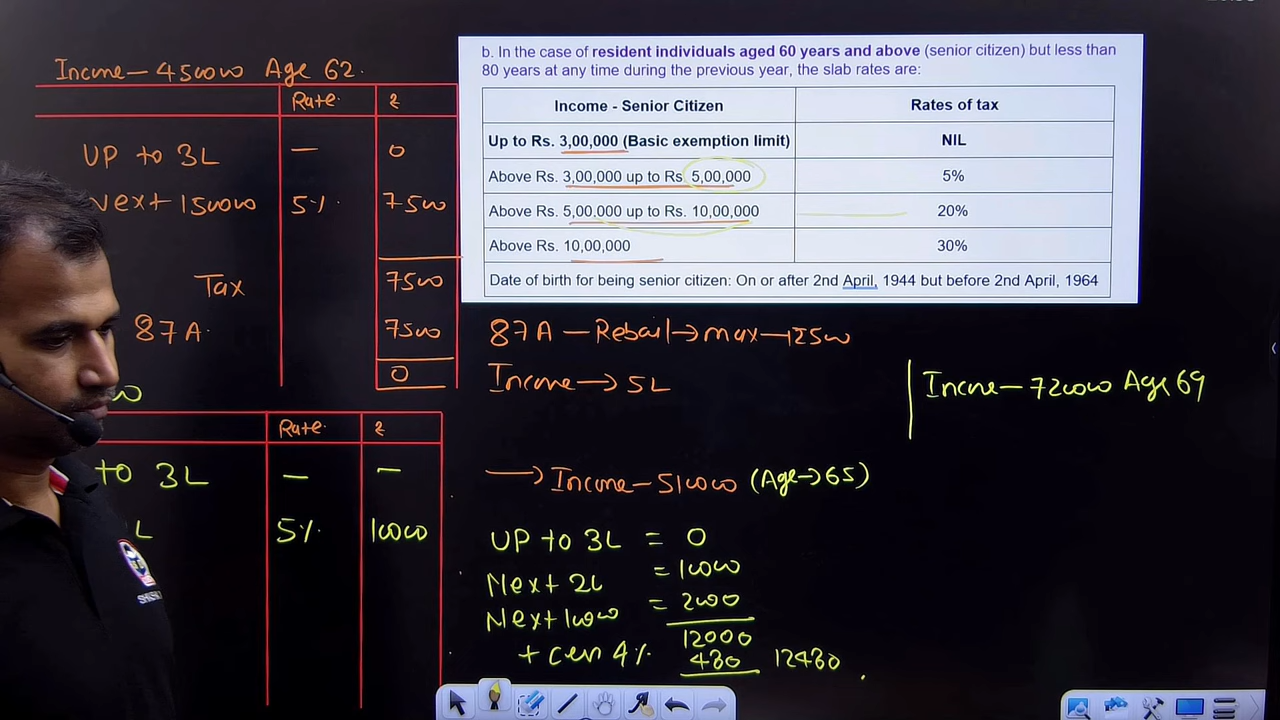 Income - 450000 Age 62.
Rate. ₹
UP to 3L — 0
Next 150000 5%. 7500
Tax 7500
87A. 7500
0
Rate. ₹
to 3L — —
L 5%. 10000
b. In the case of resident individuals aged 60 years and above (senior citizen) but less than
80 years at any time during the previous year, the slab rates are:
Income - Senior Citizen Rates of tax
Up to Rs. 3,00,000 (Basic exemption limit) NIL
Above Rs. 3,00,000 up to Rs. 5,00,000 5%
Above Rs. 5,00,000 up to Rs. 10,00,000 20%
Above Rs. 10,00,000 30%
Date of birth for being senior citizen: On or after 2nd April, 1944 but before 2nd April, 1964
87A — Rebail → max → 12500
Income → 5L
→ Income - 510000 (Age → 65)
UP to 3L = 0
Next 2L = 10000
Next 10000 = 2000
12000
+ cen 4%. 480 12480.
Income - 720000 Age 69